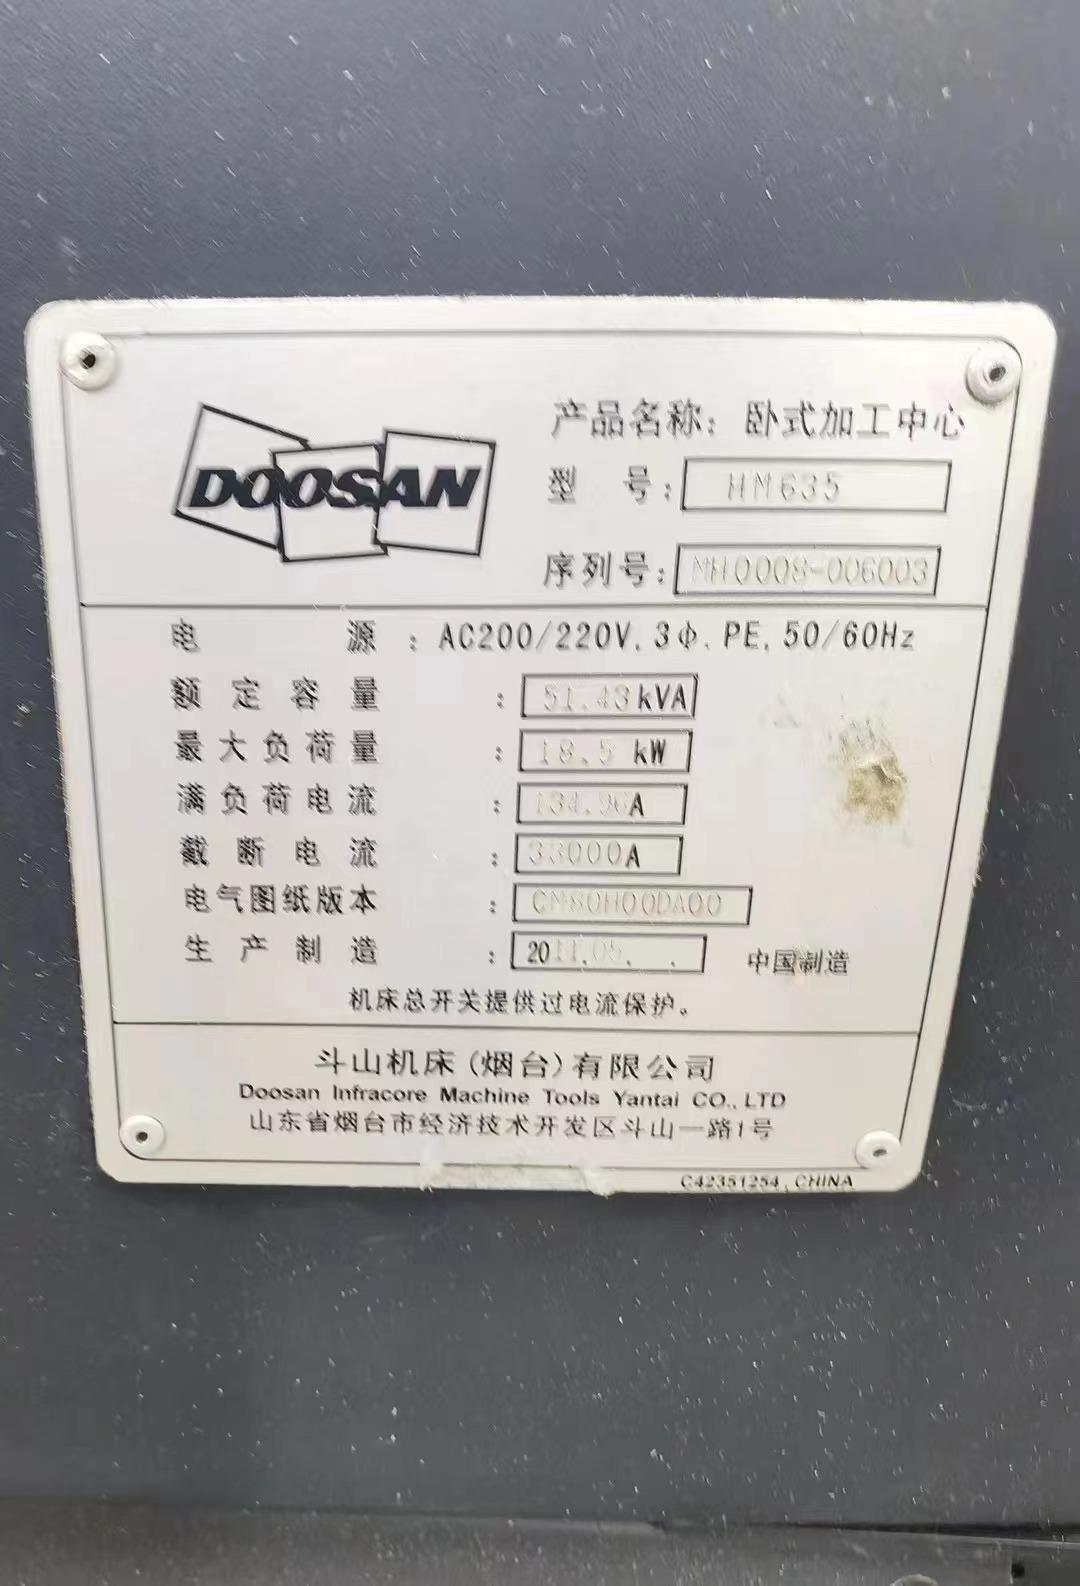 DOOSAN
产品名称：卧式加工中心
型 号：HM635
序列号：MH0008-006003
电 源：AC200/220V, 3Φ, PE, 50/60Hz
额定容量：51.43kVA
最大负荷量：18.5 kW
满负荷电流：134.96A
截断电流：33000A
电气图纸版本：CM80H00DA00
生产制造：2011.05. . 中国制造
机床总开关提供过电流保护。
斗山机床(烟台)有限公司
Doosan Infracore Machine Tools Yantai CO., LTD
山东省烟台市经济技术开发区斗山一路1号
C42351254, CHINA